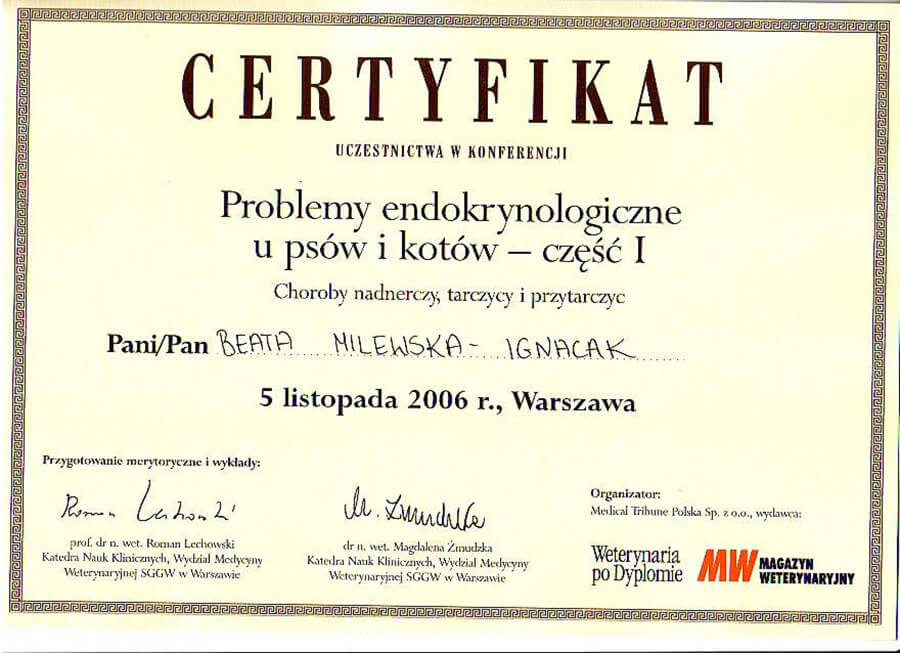 CERTYFIKAT
UCZESTNICTWA W KONFERENCJI
Problemy endokrynologiczne
u psów i kotów – część I
Choroby nadnerczy, tarczycy i przytarczyc
Pani/Pan BEATA MILEWSKA-IGNACAK
5 listopada 2006 r., Warszawa
Przygotowanie merytoryczne i wykłady:
Roman Lechowski
prof. dr n. wet. Roman Lechowski
Katedra Nauk Klinicznych, Wydział Medycyny
Weterynaryjnej SGGW w Warszawie
M. Żmudzka
dr n. wet. Magdalena Żmudzka
Katedra Nauk Klinicznych, Wydział Medycyny
Weterynaryjnej SGGW w Warszawie
Organizator:
Medical Tribune Polska Sp. z o.o., wydawca:
Weterynaria
po Dyplomie
MW MAGAZYN
WETERYNARYJNY